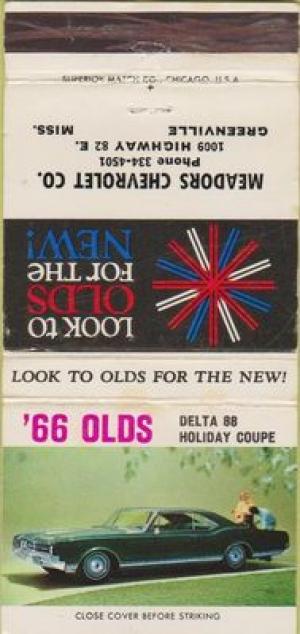 SUPERIOR MATCH CO., CHICAGO, U.S.A.
MEADORS CHEVROLET CO.
Phone 334-4501
1009 HIGHWAY 82 E.
GREENVILLE MISS.
LOOK TO
OLDS
FOR THE
NEW!
LOOK TO OLDS FOR THE NEW!
'66 OLDS
DELTA 88
HOLIDAY COUPE
CLOSE COVER BEFORE STRIKING